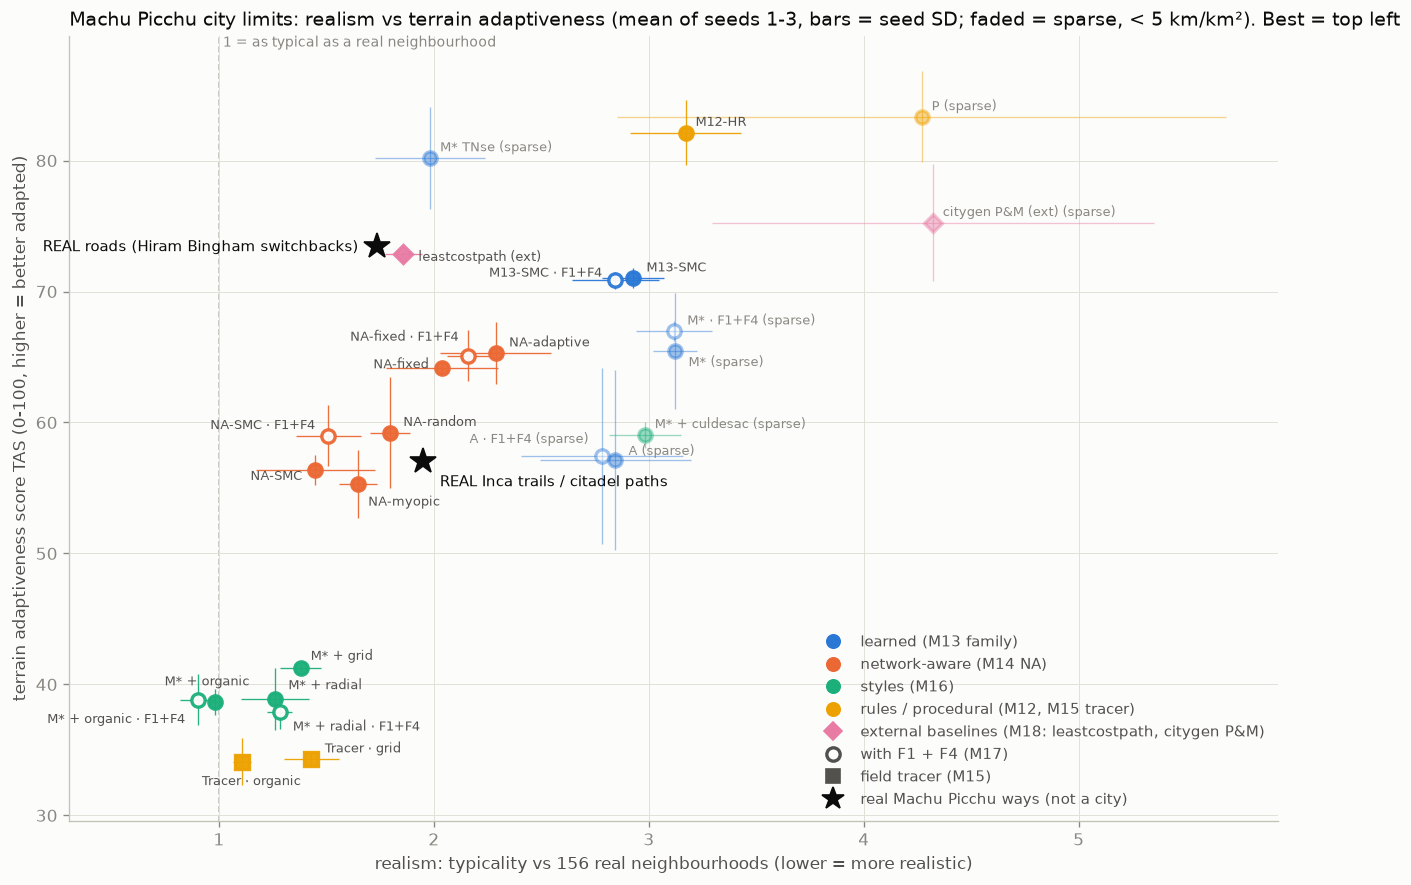 Machu Picchu city limits: realism vs terrain adaptiveness (mean of seeds 1-3, bars = seed SD; faded = sparse, < 5 km/km²). Best = top left
1 = as typical as a real neighbourhood
P (sparse)
M12-HR
M* TNse (sparse)
80
citygen P&M (ext) (sparse)
REAL roads (Hiram Bingham switchbacks)
leastcostpath (ext)
M13-SMC · F1+F4
M13-SMC
70
M* · F1+F4 (sparse)
NA-fixed · F1+F4
NA-adaptive
M* (sparse)
NA-fixed
NA-SMC · F1+F4
NA-random
M* + culdesac (sparse)
60
A · F1+F4 (sparse)
A (sparse)
NA-SMC
REAL Inca trails / citadel paths
NA-myopic
50
terrain adaptiveness score TAS (0-100, higher = better adapted)
M* + grid
M* + organic
M* + radial
40
M* + organic · F1+F4
M* + radial · F1+F4
Tracer · grid
Tracer · organic
30
learned (M13 family)
network-aware (M14 NA)
styles (M16)
rules / procedural (M12, M15 tracer)
external baselines (M18: leastcostpath, citygen P&M)
with F1 + F4 (M17)
field tracer (M15)
real Machu Picchu ways (not a city)
1 2 3 4 5
realism: typicality vs 156 real neighbourhoods (lower = more realistic)